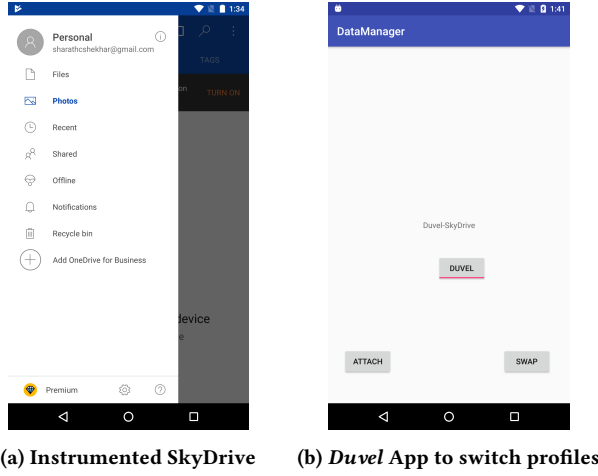 1:34
Personal
sharathcshekhar@gmail.com
TAGS
Files
on
TURN ON
Photos
Recent
Shared
Offline
Notifications
Recycle bin
Add OneDrive for Business
device
e
Premium
(a) Instrumented SkyDrive
1:41
DataManager
Duvel-SkyDrive
DUVEL
ATTACH
SWAP
(b) Duvel App to switch profiles